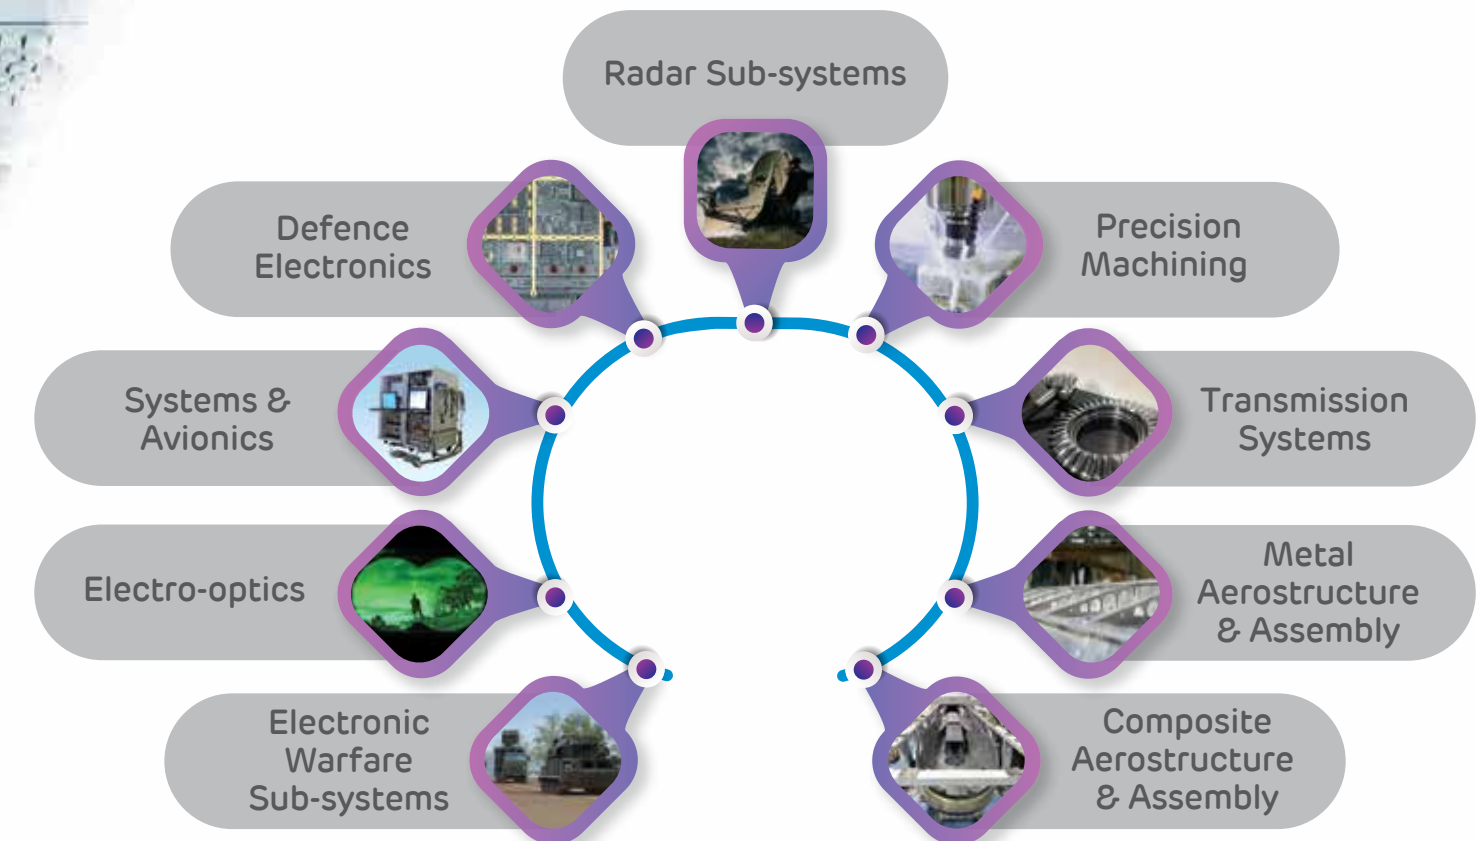 Radar Sub-systems
Defence
Electronics
Precision
Machining
Systems &
Avionics
Transmission
Systems
Electro-optics
Metal
Aerostructure
& Assembly
Electronic
Warfare
Sub-systems
Composite
Aerostructure
& Assembly